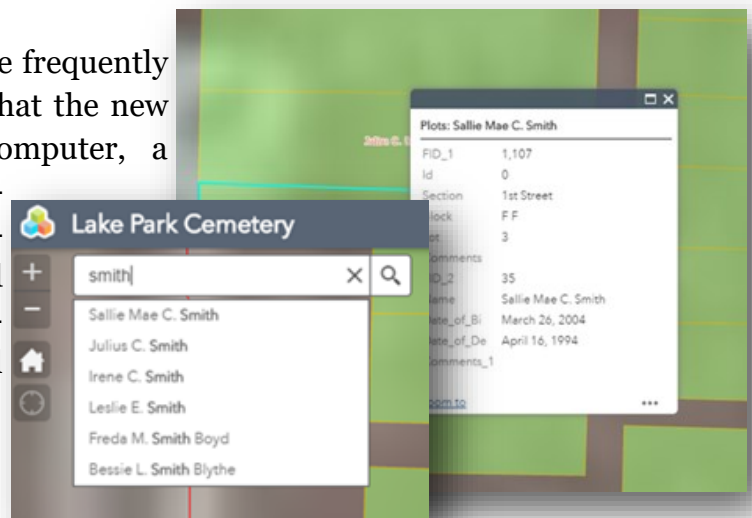 e frequently
hat the new
omputer, a
Plots: Sallie Mae C. Smith
FID_1 1,107
Id 0
Section 1st Street
lock F F
ot 3
omments
ID_2 35
ame Sallie Mae C. Smith
ate_of_Bi March 26, 2004
ate_of_De April 16, 1994
omments_1
oom to
Lake Park Cemetery
smith
Sallie Mae C. Smith
Julius C. Smith
Irene C. Smith
Leslie E. Smith
Freda M. Smith Boyd
Bessie L. Smith Blythe